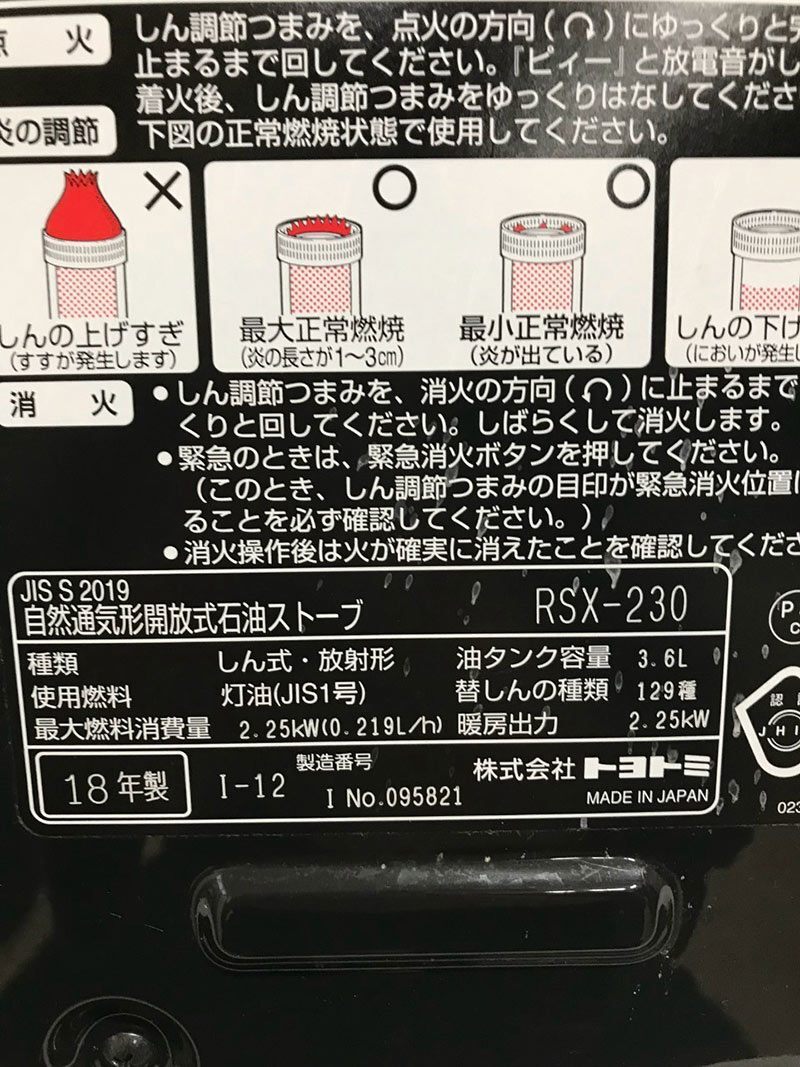 点火
しん調節つまみを、点火の方向( )にゆっくりと
止まるまで回してください。『ピィー』と放電音がし
着火後、しん調節つまみをゆっくりはなしてくださ
下図の正常燃焼状態で使用してください。
炎の調節
しんの上げすぎ
(すすが発生します)
最大正常燃焼
(炎の長さが1〜3cm)
最小正常燃焼
(炎が出ている)
しんの下げ
(においが発生
消火
●しん調節つまみを、消火の方向( )に止まるまで
くりと回してください。しばらくして消火します。
●緊急のときは、緊急消火ボタンを押してください。
(このとき、しん調節つまみの目印が緊急消火位置
ることを必ず確認してください。)
●消火操作後は火が確実に消えたことを確認してくださ
JIS S 2019
自然通気形開放式石油ストーブ RSX-230
種類 しん式・放射形 油タンク容量 3.6L
使用燃料 灯油(JIS1号) 替しんの種類 129種
最大燃料消費量 2.25kW(0.219L/h) 暖房出力 2.25kW
18年製 I-12 製造番号 I No.095821
株式会社トヨトミ
MADE IN JAPAN
P
C
認
JHI
023